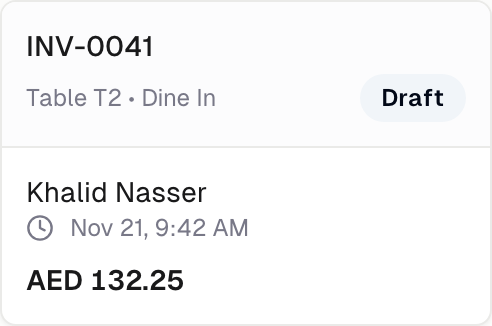 INV-0041
Table T2 • Dine In
Draft
Khalid Nasser
Nov 21, 9:42 AM
AED 132.25